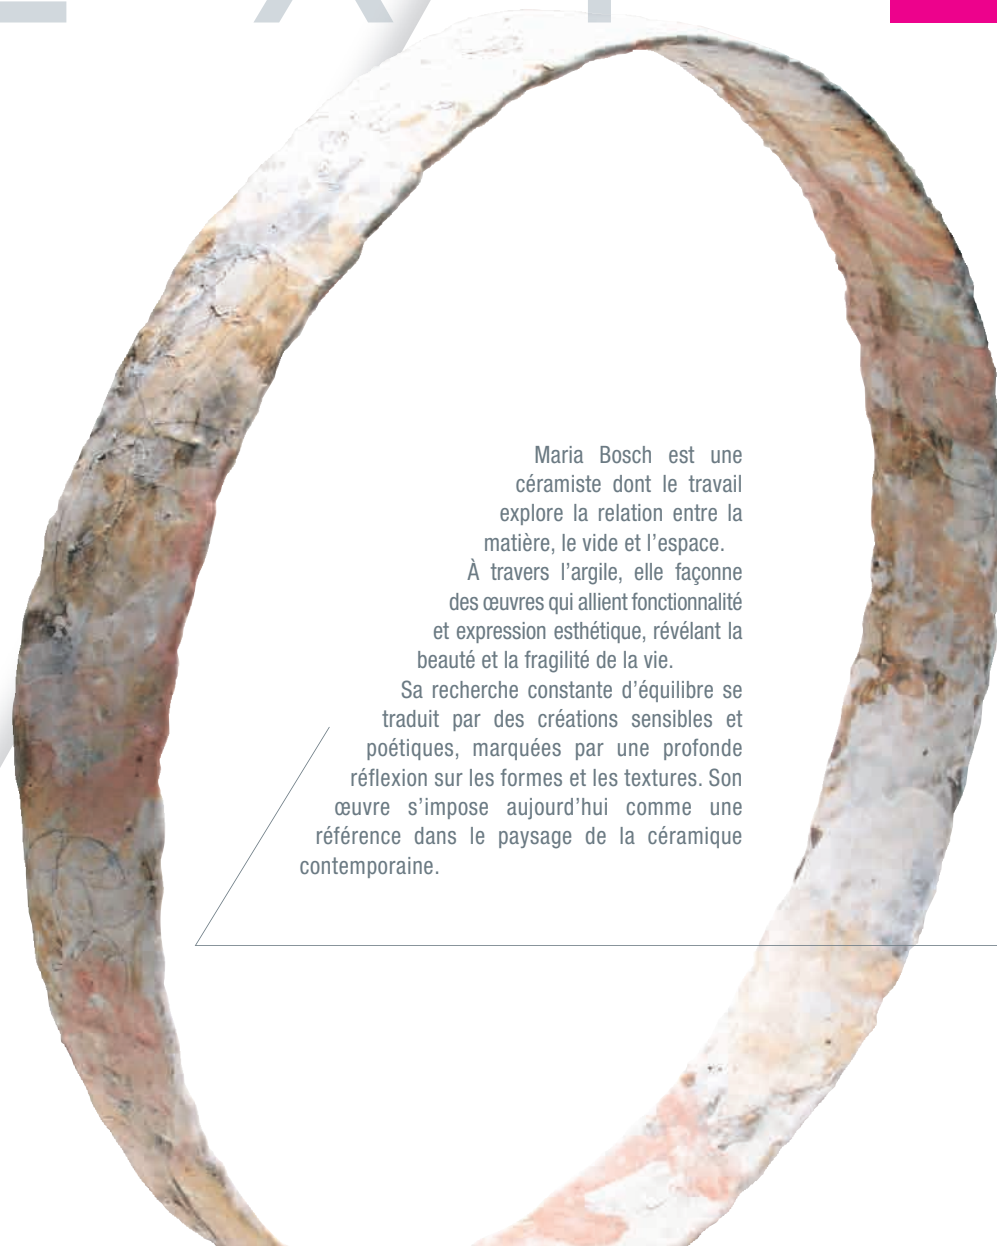 Maria Bosch est une
céramiste dont le travail
explore la relation entre la
matière, le vide et l’espace.
À travers l’argile, elle façonne
des œuvres qui allient fonctionnalité
et expression esthétique, révélant la
beauté et la fragilité de la vie.
Sa recherche constante d’équilibre se
traduit par des créations sensibles et
poétiques, marquées par une profonde
réflexion sur les formes et les textures. Son
œuvre s’impose aujourd’hui comme une
référence dans le paysage de la céramique
contemporaine.